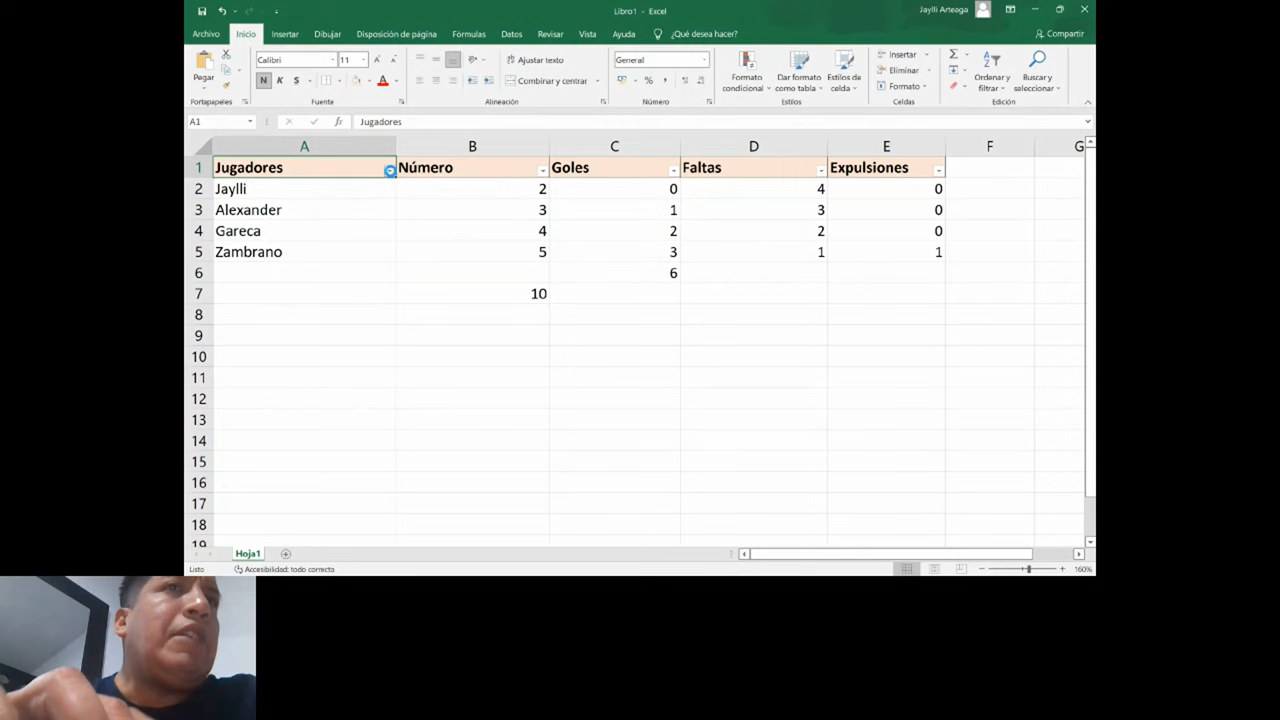 Libro1 - Excel
Jaylli Arteaga
Archivo Inicio Insertar Dibujar Disposición de página Fórmulas Datos Revisar Vista Ayuda ¿Qué desea hacer? Compartir
Pegar
Calibri 11
N K S
Ajustar texto
Combinar y centrar
General
%
Formato condicional
Dar formato como tabla
Estilos de celda
Insertar
Eliminar
Formato
Ordenar y filtrar
Buscar y seleccionar
Portapapeles Fuente Alineación Número Estilos Celdas Edición
A1 fx Jugadores
A B C D E F G
1 Jugadores Número Goles Faltas Expulsiones
2 Jaylli 2 0 4 0
3 Alexander 3 1 3 0
4 Gareca 4 2 2 0
5 Zambrano 5 3 1 1
6 6
7 10
8
9
10
11
12
13
14
15
16
17
18
19
Hoja1
Listo Accesibilidad: todo correcto 160%